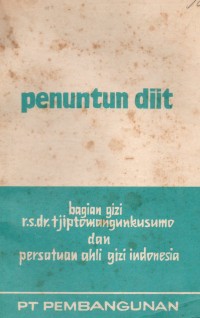 penuntun diit
bagian gizi
r.s.dr.tjiptomangunkusumo
dan
persatuan ahli gizi indonesia
PT PEMBANGUNAN